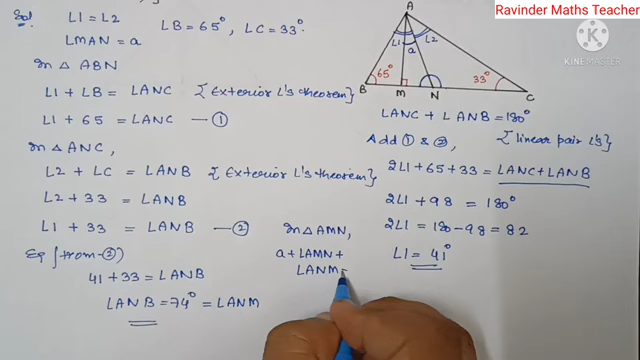 Ravinder Maths Teacher
KINEMASTER
Sol
L1 = L2
LB = 65°, LC = 33°.
LMAN = a
In △ ABN
L1 + LB = LANC {Exterior L's theorem}
L1 + 65 = LANC — ①
In △ ANC,
L2 + LC = LANB {Exterior L's theorem}
L2 + 33 = LANB
L1 + 33 = LANB — ②
Eq from - ②
41 + 33 = LANB
LANB = 74° = LANM
In △ AMN,
a + LAMN +
LANM =
A
L1
L2
a
65°
33°
B
M
N
C
LANC + LANB = 180°
Add ① & ②, {linear pair L's}
2L1 + 65 + 33 = LANC + LANB
2L1 + 98 = 180°
2L1 = 180 - 98 = 82
L1 = 41°